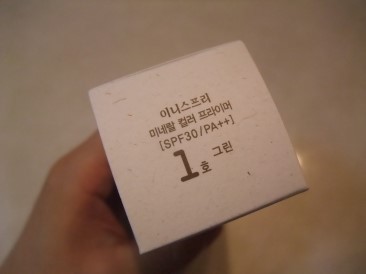 이니스프리
미네랄 컬러 프라이머
[SPF30/PA++]
1호 그린